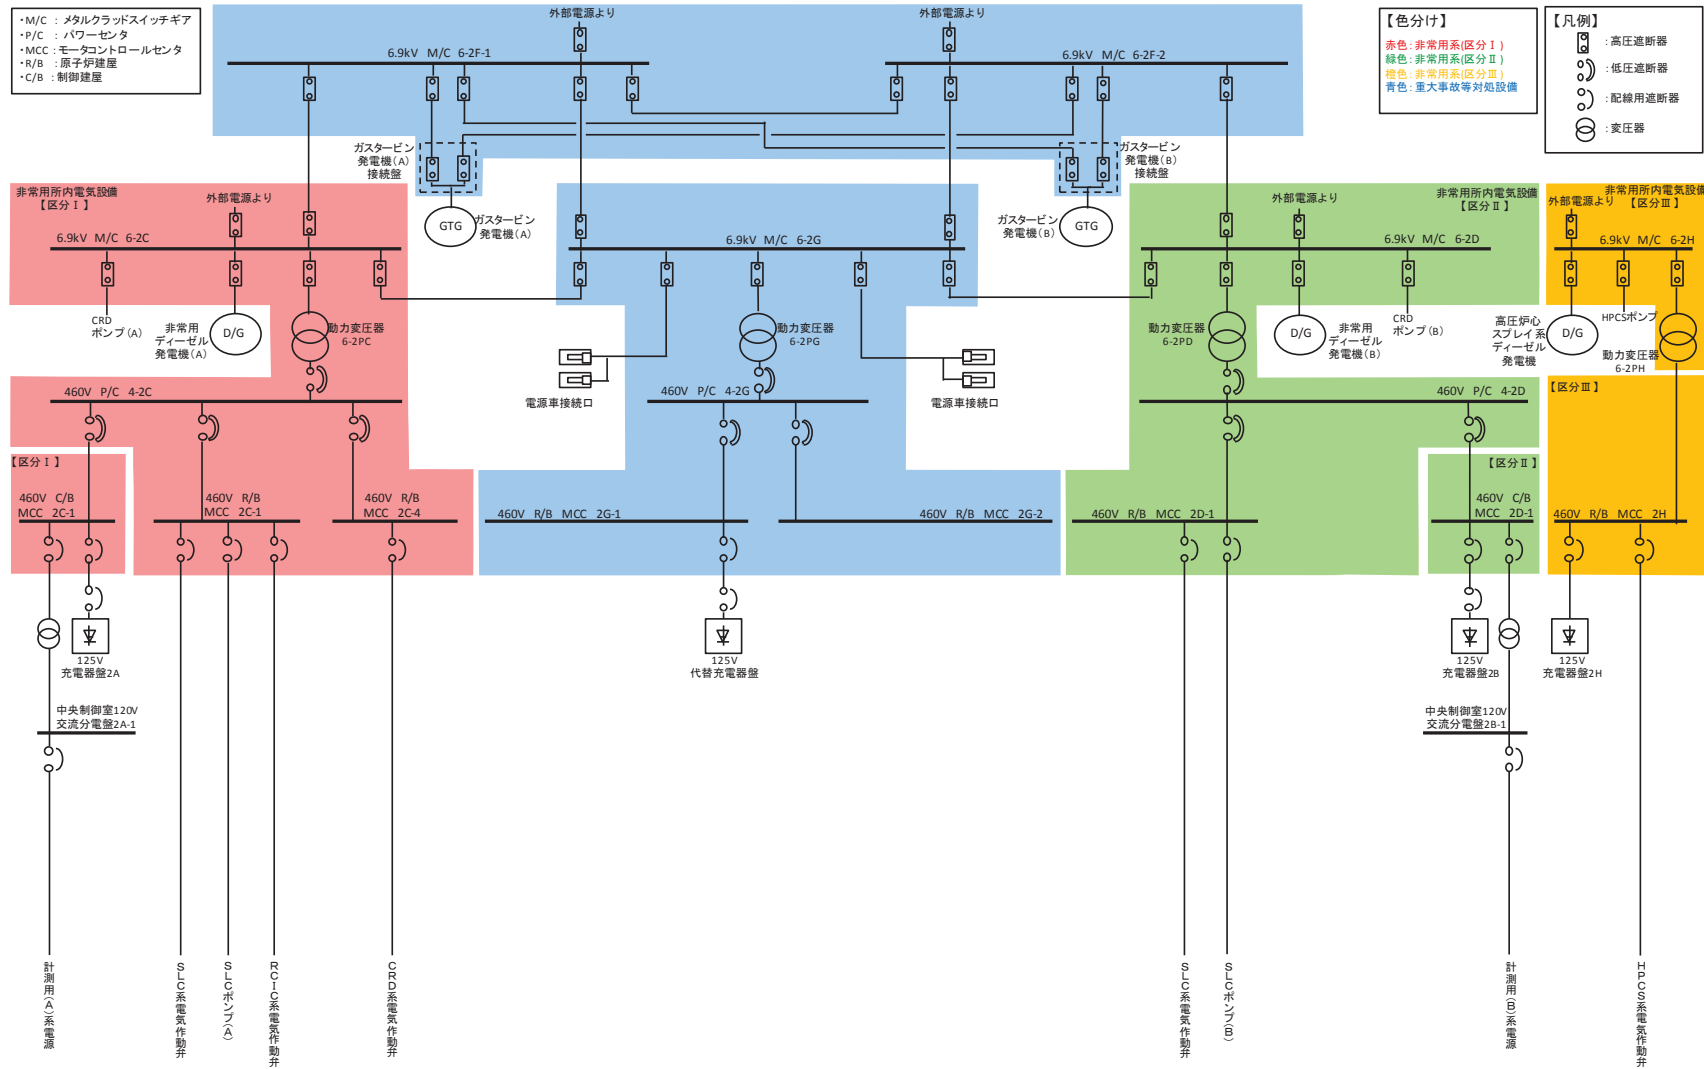 ・M/C : メタルクラッドスイッチギア
・P/C : パワーセンタ
・MCC : モータコントロールセンタ
・R/B : 原子炉建屋
・C/B : 制御建屋
外部電源より
外部電源より
【色分け】
赤色：非常用系(区分Ⅰ)
緑色：非常用系(区分Ⅱ)
橙色：非常用系(区分Ⅲ)
青色：重大事故等対処設備
【凡例】
：高圧遮断器
：低圧遮断器
：配線用遮断器
：変圧器
6.9kV M/C 6-2F-1
6.9kV M/C 6-2F-2
ガスタービン
発電機(A)
接続盤
ガスタービン
発電機(B)
接続盤
GTG
ガスタービン
発電機(A)
ガスタービン
発電機(B)
GTG
非常用所内電気設備
【区分Ⅰ】
外部電源より
6.9kV M/C 6-2C
6.9kV M/C 6-2G
外部電源より
非常用所内電気設備
【区分Ⅱ】
6.9kV M/C 6-2D
非常用所内電気設備
【区分Ⅲ】
外部電源より
6.9kV M/C 6-2H
CRD
ポンプ(A)
非常用
ディーゼル
発電機(A)
D/G
動力変圧器
6-2PC
動力変圧器
6-2PG
動力変圧器
6-2PD
D/G
非常用
ディーゼル
発電機(B)
CRD
ポンプ(B)
高圧炉心
スプレイ系
ディーゼル
発電機
D/G
HPCSポンプ
動力変圧器
6-2PH
電源車接続口
電源車接続口
460V P/C 4-2C
460V P/C 4-2G
460V P/C 4-2D
【区分Ⅲ】
【区分Ⅰ】
【区分Ⅱ】
460V C/B
MCC 2C-1
460V R/B
MCC 2C-1
460V R/B
MCC 2C-4
460V R/B MCC 2G-1
460V R/B MCC 2G-2
460V R/B MCC 2D-1
460V C/B
MCC 2D-1
460V R/B MCC 2H
125V
充電器盤2A
125V
代替充電器盤
125V
充電器盤2B
125V
充電器盤2H
中央制御室120V
交流分電盤2A-1
中央制御室120V
交流分電盤2B-1
計測用(A)系電源
SLC系電気作動弁
SLCポンプ(A)
RCIC系電気作動弁
CRD系電気作動弁
SLC系電気作動弁
SLCポンプ(B)
計測用(B)系電源
HPCS系電気作動弁